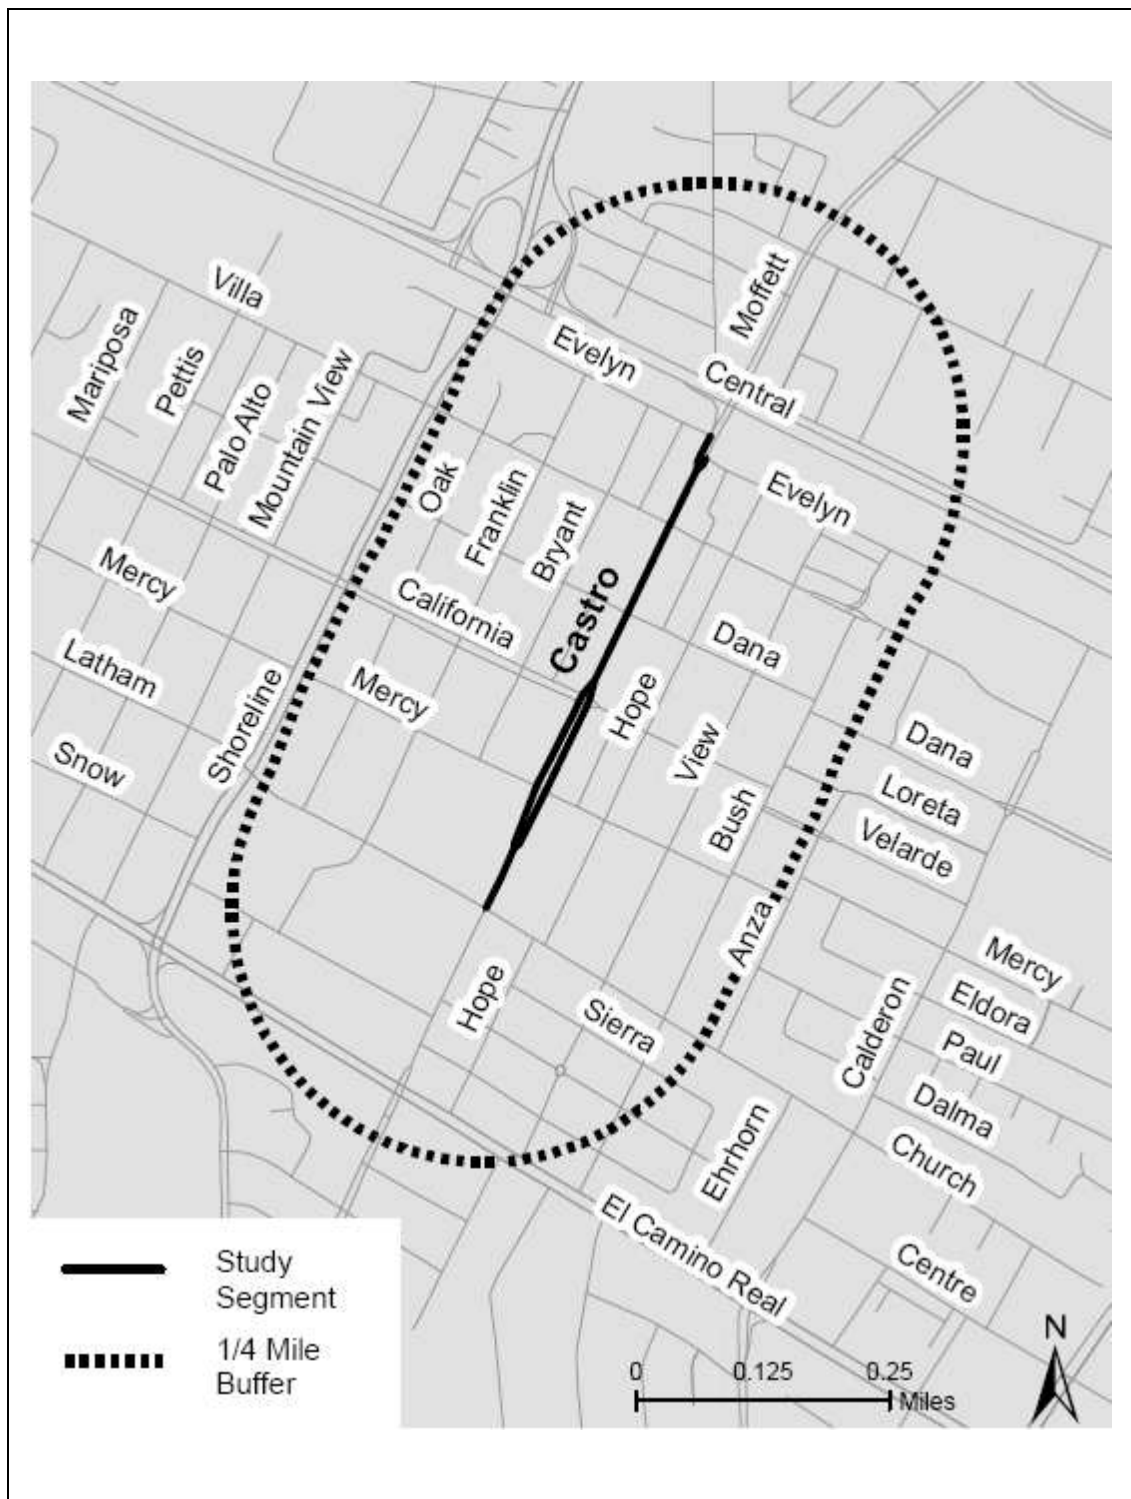 Moffett
Villa
Mariposa
Evelyn
Pettis
Central
Palo Alto
Mountain View
Oak
Evelyn
Franklin
Bryant
Mercy
California
Castro
Dana
Latham
Mercy
Hope
Shoreline
View
Dana
Snow
Bush
Loreta
Velarde
Anza
Mercy
Hope
Sierra
Eldora
Calderon
Paul
Dalma
Ehrhorn
Church
El Camino Real
Centre
Study
Segment
1/4 Mile
Buffer
0 0.125 0.25
Miles
N